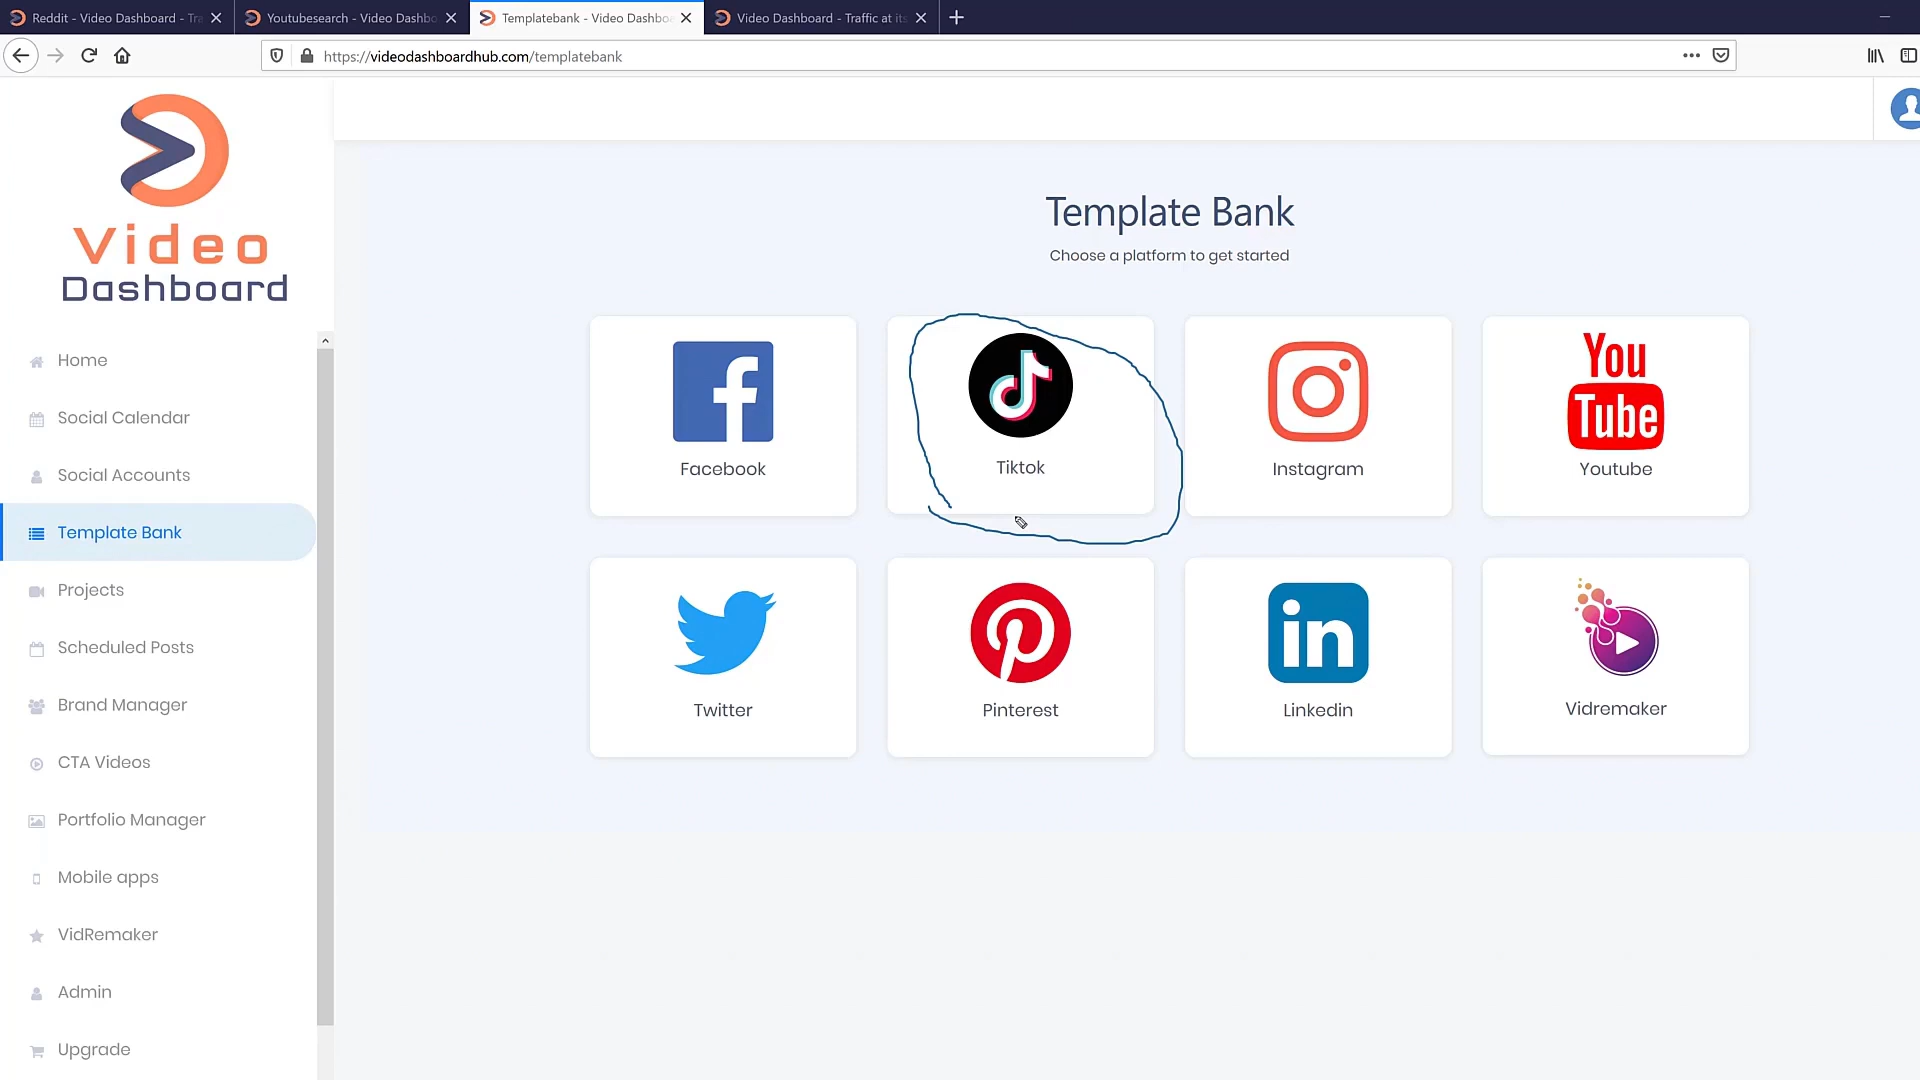 Reddit - Video Dashboard - Tra
Youtubesearch - Video Dashbo
Templatebank - Video Dashbo
Video Dashboard - Traffic at its
https://videodashboardhub.com/templatebank
Video
Dashboard
Home
Social Calendar
Social Accounts
Template Bank
Projects
Scheduled Posts
Brand Manager
CTA Videos
Portfolio Manager
Mobile apps
VidRemaker
Admin
Upgrade
Template Bank
Choose a platform to get started
Facebook
Tiktok
Instagram
You
Tube
Youtube
Twitter
Pinterest
in
Linkedin
Vidremaker